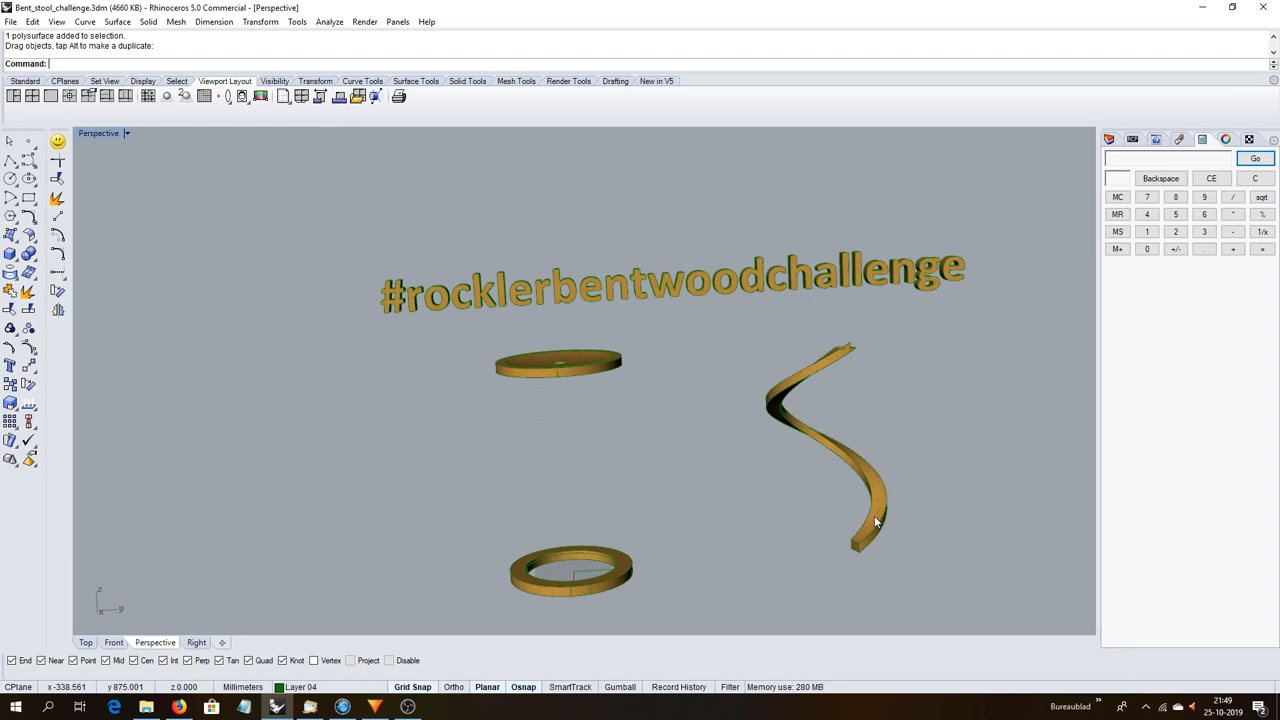 Bent_stool_challenge.3dm (4660 KB) - Rhinoceros 5.0 Commercial - [Perspective]
File Edit View Curve Surface Solid Mesh Dimension Transform Tools Analyze Render Panels Help
1 polysurface added to selection.
Drag objects, tap Alt to make a duplicate:
Command:
Standard CPlanes Set View Display Select Viewport Layout Visibility Transform Curve Tools Surface Tools Solid Tools Mesh Tools Render Tools Drafting New in V5
Perspective
Go
Backspace CE C
MC 7 8 9 / sqrt
MR 4 5 6 * %
MS 1 2 3 - 1/x
M+ 0 +/- . + =
#rocklerbentwoodchallenge
z
x y
Top Front Perspective Right
End Near Point Mid Cen Int Perp Tan Quad Knot Vertex Project Disable
CPlane x -338.561 y 875.001 z 0.000 Millimeters Layer 04 Grid Snap Ortho Planar Osnap SmartTrack Gumball Record History Filter Memory use: 280 MB
Bureaublad
21:49
25-10-2019
2